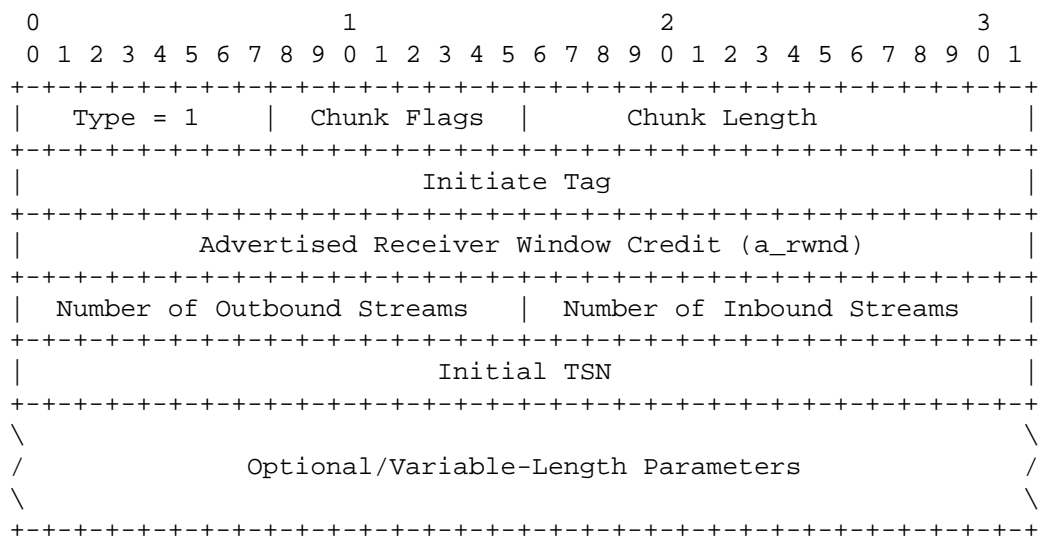 0                   1                   2                   3
 0 1 2 3 4 5 6 7 8 9 0 1 2 3 4 5 6 7 8 9 0 1 2 3 4 5 6 7 8 9 0 1
+-+-+-+-+-+-+-+-+-+-+-+-+-+-+-+-+-+-+-+-+-+-+-+-+-+-+-+-+-+-+-+-+
|   Type = 1    |  Chunk Flags  |      Chunk Length             |
+-+-+-+-+-+-+-+-+-+-+-+-+-+-+-+-+-+-+-+-+-+-+-+-+-+-+-+-+-+-+-+-+
|                         Initiate Tag                          |
+-+-+-+-+-+-+-+-+-+-+-+-+-+-+-+-+-+-+-+-+-+-+-+-+-+-+-+-+-+-+-+-+
|           Advertised Receiver Window Credit (a_rwnd)          |
+-+-+-+-+-+-+-+-+-+-+-+-+-+-+-+-+-+-+-+-+-+-+-+-+-+-+-+-+-+-+-+-+
|  Number of Outbound Streams   |  Number of Inbound Streams    |
+-+-+-+-+-+-+-+-+-+-+-+-+-+-+-+-+-+-+-+-+-+-+-+-+-+-+-+-+-+-+-+-+
|                          Initial TSN                          |
+-+-+-+-+-+-+-+-+-+-+-+-+-+-+-+-+-+-+-+-+-+-+-+-+-+-+-+-+-+-+-+-+
\                                                               \
/              Optional/Variable-Length Parameters              /
\                                                               \
+-+-+-+-+-+-+-+-+-+-+-+-+-+-+-+-+-+-+-+-+-+-+-+-+-+-+-+-+-+-+-+-+